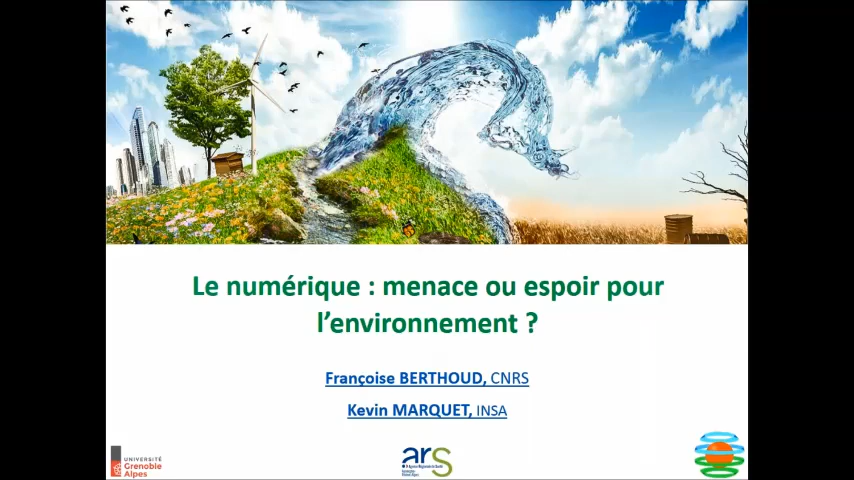 Le numérique : menace ou espoir pour
l'environnement ?
Françoise BERTHOUD, CNRS
Kevin MARQUET, INSA
UNIVERSITÉ
Grenoble
Alpes
ars